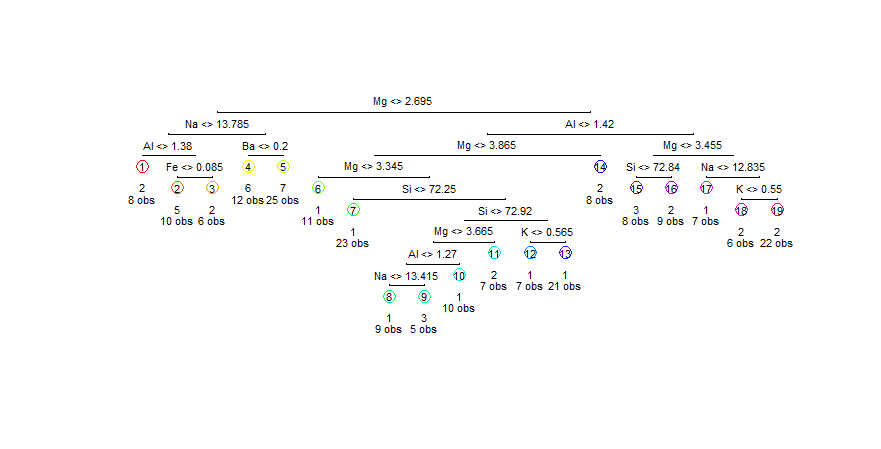 Mg <> 2.695
Na <> 13.785
Al <> 1.42
Al <> 1.38
Ba <> 0.2
Mg <> 3.865
Mg <> 3.455
1
Fe <> 0.085
4
5
Mg <> 3.345
14
Si <> 72.84
Na <> 12.835
2
8 obs
2
3
6
12 obs
7
25 obs
6
Si <> 72.25
2
8 obs
15
16
17
K <> 0.55
5
10 obs
2
6 obs
1
11 obs
7
Si <> 72.92
3
8 obs
2
9 obs
1
7 obs
18
19
1
23 obs
Mg <> 3.665
K <> 0.565
2
6 obs
2
22 obs
Al <> 1.27
11
12
13
Na <> 13.415
10
2
7 obs
1
7 obs
1
21 obs
8
9
1
10 obs
1
9 obs
3
5 obs